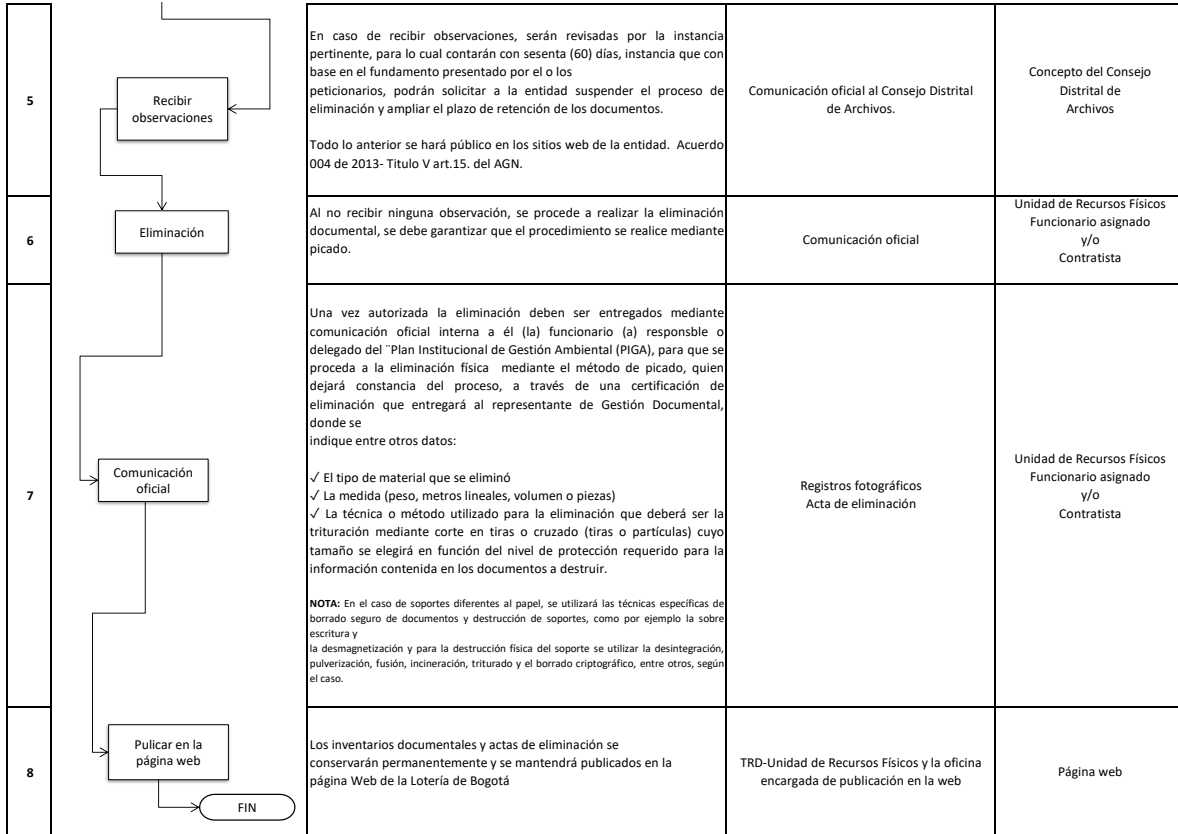 5
Recibir
observaciones
En caso de recibir observaciones, serán revisadas por la instancia
pertinente, para lo cual contarán con sesenta (60) días, instancia que con
base en el fundamento presentado por el o los
peticionarios, podrán solicitar a la entidad suspender el proceso de
eliminación y ampliar el plazo de retención de los documentos.
Todo lo anterior se hará público en los sitios web de la entidad. Acuerdo
004 de 2013- Titulo V art.15. del AGN.
Comunicación oficial al Consejo Distrital
de Archivos.
Concepto del Consejo
Distrital de
Archivos
6
Eliminación
Al no recibir ninguna observación, se procede a realizar la eliminación
documental, se debe garantizar que el procedimiento se realice mediante
picado.
Comunicación oficial
Unidad de Recursos Físicos
Funcionario asignado
y/o
Contratista
7
Comunicación
oficial
Una vez autorizada la eliminación deben ser entregados mediante
comunicación oficial interna a él (la) funcionario (a) responsble o
delegado del ¨Plan Institucional de Gestión Ambiental (PIGA), para que se
proceda a la eliminación física mediante el método de picado, quien
dejará constancia del proceso, a través de una certificación de
eliminación que entregará al representante de Gestión Documental,
donde se
indique entre otros datos:
✓ El tipo de material que se eliminó
✓ La medida (peso, metros lineales, volumen o piezas)
✓ La técnica o método utilizado para la eliminación que deberá ser la
trituración mediante corte en tiras o cruzado (tiras o partículas) cuyo
tamaño se elegirá en función del nivel de protección requerido para la
información contenida en los documentos a destruir.
NOTA: En el caso de soportes diferentes al papel, se utilizará las técnicas específicas de
borrado seguro de documentos y destrucción de soportes, como por ejemplo la sobre
escritura y
la desmagnetización y para la destrucción física del soporte se utilizar la desintegración,
pulverización, fusión, incineración, triturado y el borrado criptográfico, entre otros, según
el caso.
Registros fotográficos
Acta de eliminación
Unidad de Recursos Físicos
Funcionario asignado
y/o
Contratista
8
Pulicar en la
página web
FIN
Los inventarios documentales y actas de eliminación se
conservarán permanentemente y se mantendrá publicados en la
página Web de la Lotería de Bogotá
TRD-Unidad de Recursos Físicos y la oficina
encargada de publicación en la web
Página web